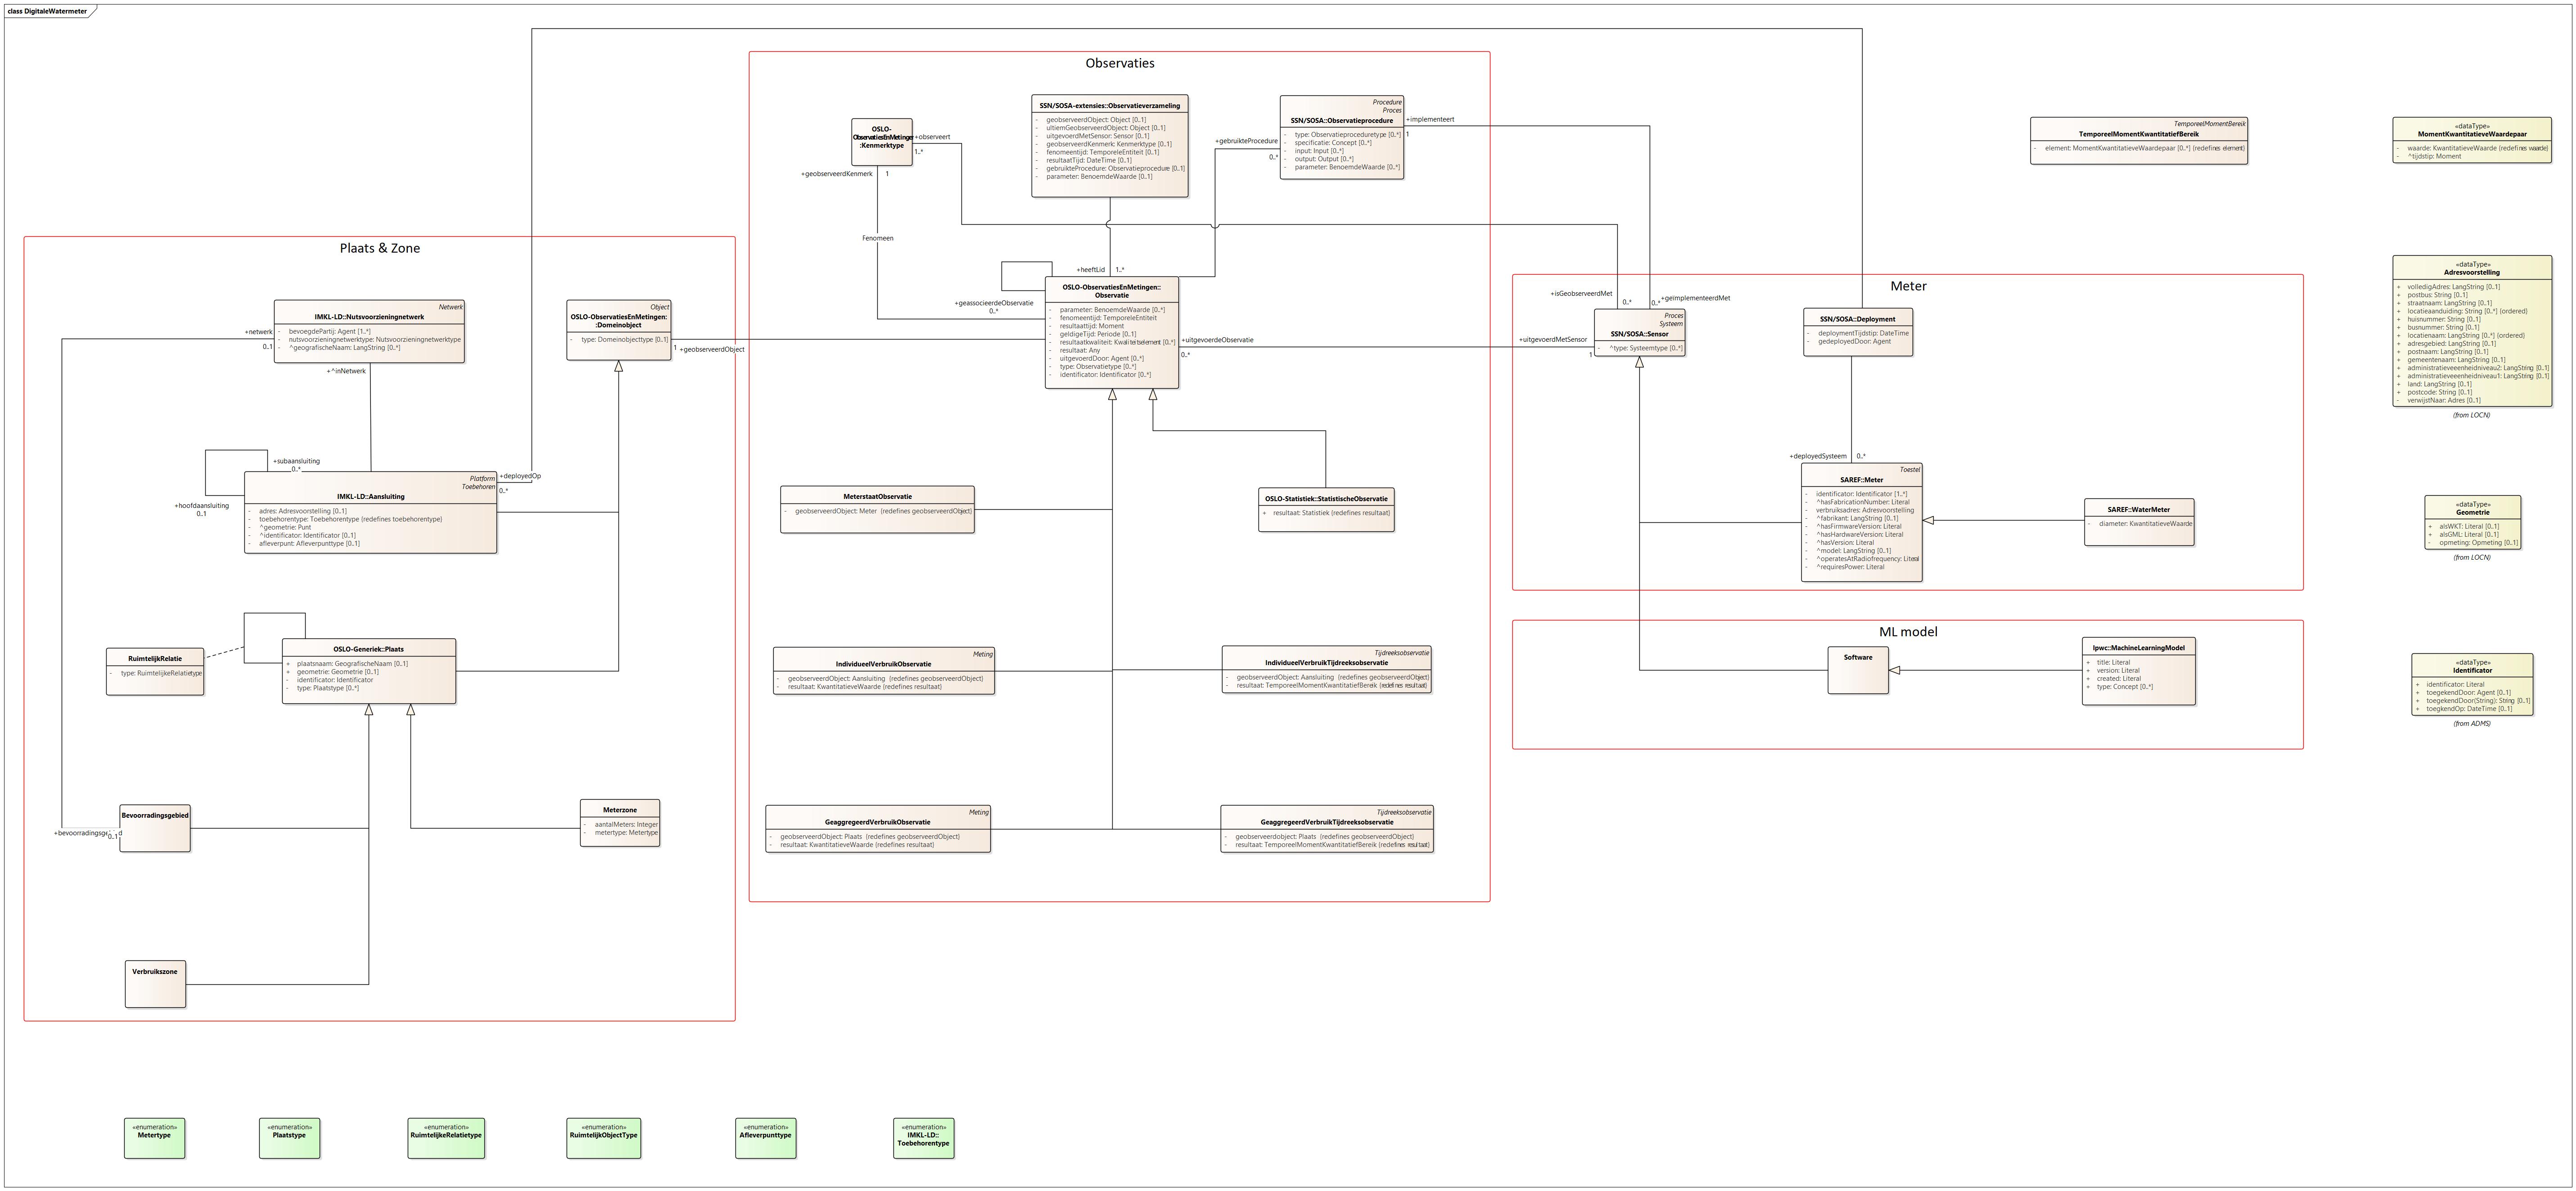 class DigitaleWatermeter
Observaties
SSN/SOSA-extensies::Observatieverzameling
- geobserveerdObject: Object [0..1]
- ultiemGeobserveerdObject: Object [0..1]
- uitgevoerdMetSensor: Sensor [0..1]
- geobserveerdKenmerk: Kenmerktype [0..1]
- fenomeentijd: TemporeleEntiteit [0..1]
- resultaatTijd: DateTime [0..1]
- gebruikteProcedure: Observatieprocedure [0..1]
- parameter: BenoemdeWaarde [0..1]
Procedure
Proces
SSN/SOSA::Observatieprocedure
- type: Observatieproceduretype [0..*]
- specificatie: Concept [0..*]
- input: Input [0..*]
- output: Output [0..*]
- parameter: BenoemdeWaarde [0..*]
+implementeert
1
OSLO-
ObservatiesEnMetingen
:Kenmerktype
+observeert
1..*
+geobserveerdKenmerk
1
+gebruikteProcedure
0..*
Fenomeen
+heeftLid
1..*
+geassocieerdeObservatie
0..*
OSLO-ObservatiesEnMetingen::
Observatie
- parameter: BenoemdeWaarde [0..*]
- fenomeentijd: TemporeleEntiteit
- resultaattijd: Moment
- geldigeTijd: Periode [0..1]
- resultaatkwaliteit: Kwaliteitselement [0..*]
- resultaat: Any
- uitgevoerdDoor: Agent [0..*]
- type: Observatietype [0..*]
- identificator: Identificator [0..*]
+uitgevoerdeObservatie
0..*
MeterstaatObservatie
- geobserveerdObject: Meter {redefines geobserveerdObject}
OSLO-Statistiek::StatistischeObservatie
+ resultaat: Statistiek {redefines resultaat}
Meting
IndividueelVerbruikObservatie
- geobserveerdObject: Aansluiting {redefines geobserveerdObject}
- resultaat: KwantitatieveWaarde {redefines resultaat}
Tijdreeksobservatie
IndividueelVerbruikTijdreeksobservatie
- geobserveerdObject: Aansluiting {redefines geobserveerdObject}
- resultaat: TemporeelMomentKwantitatiefBereik {redefines resultaat}
Meting
GeaggregeerdVerbruikObservatie
- geobserveerdObject: Plaats {redefines geobserveerdObject}
- resultaat: KwantitatieveWaarde {redefines resultaat}
Tijdreeksobservatie
GeaggregeerdVerbruikTijdreeksobservatie
- geobserveerdobject: Plaats {redefines geobserveerdObject}
- resultaat: TemporeelMomentKwantitatiefBereik {redefines resultaat}
Plaats & Zone
Netwerk
IMKL-LD::Nutsvoorzieningnetwerk
- bevoegdePartij: Agent [1..*]
- nutsvoorzieningnetwerktype: Nutsvoorzieningnetwerktype
- ^geografischeNaam: LangString [0..*]
+netwerk
0..1
+^inNetwerk
Object
OSLO-ObservatiesEnMetingen:
:Domeinobject
- type: Domeinobjecttype [0..1]
1
+geobserveerdObject
+subaansluiting
0..*
+hoofdaansluiting
0..1
Platform
Toebehoren
IMKL-LD::Aansluiting
- adres: Adresvoorstelling [0..1]
- toebehorentype: Toebehorentype {redefines toebehorentype}
- ^geometrie: Punt
- ^identificator: Identificator [0..1]
- afleverpunt: Afleverpunttype [0..1]
+deployedOp
0..*
RuimtelijkRelatie
- type: RuimtelijkeRelatietype
OSLO-Generiek::Plaats
+ plaatsnaam: GeografischeNaam [0..1]
+ geometrie: Geometrie [0..1]
- identificator: Identificator
- type: Plaatstype [0..*]
Bevoorradingsgebied
0..1
Meterzone
- aantalMeters: Integer
- metertype: Metertype
Verbruikszone
Meter
+isGeobserveerdMet
0..*
+geïmplementeerdMet
0..*
Proces
Systeem
SSN/SOSA::Sensor
- ^type: Systeemtype [0..*]
+uitgevoerdMetSensor
1
SSN/SOSA::Deployment
- deploymentTijdstip: DateTime
- gedeployedDoor: Agent
+deployedSysteem
0..*
Toestel
SAREF::Meter
- identificator: Identificator [1..*]
- ^hasFabricationNumber: Literal
- verbruiksadres: Adresvoorstelling
- ^fabrikant: LangString [0..1]
- ^hasFirmwareVersion: Literal
- ^hasHardwareVersion: Literal
- ^hasVersion: Literal
- ^model: LangString [0..1]
- ^operatesAtRadiofrequency: Literal
- ^requiresPower: Literal
SAREF::WaterMeter
- diameter: KwantitatieveWaarde
ML model
Software
lpwc::MachineLearningModel
+ title: Literal
+ version: Literal
+ created: Literal
+ type: Concept [0..*]
TemporeelMomentBereik
TemporeelMomentKwantitatiefBereik
- element: MomentKwantitatieveWaardepaar [0..*] {redefines element}
«dataType»
MomentKwantitatieveWaardepaar
- waarde: KwantitatieveWaarde {redefines waarde}
- ^tijdstip: Moment
«dataType»
Adresvoorstelling
+ volledigAdres: LangString [0..1]
+ postbus: String [0..1]
+ straatnaam: LangString [0..1]
+ locatieaanduiding: String [0..*] {ordered}
+ huisnummer: String [0..1]
+ busnummer: String [0..1]
+ locatienaam: LangString [0..*] {ordered}
+ adresgebied: LangString [0..1]
+ postnaam: LangString [0..1]
+ gemeentenaam: LangString [0..1]
+ administratieveeenheidniveau2: LangString [0..1]
+ administratieveeenheidniveau1: LangString [0..1]
+ land: LangString [0..1]
+ postcode: String [0..1]
- verwijstNaar: Adres [0..1]
(from LOCN)
«dataType»
Geometrie
+ alsWKT: Literal [0..1]
+ alsGML: Literal [0..1]
- opmeting: Opmeting [0..1]
(from LOCN)
«dataType»
Identificator
+ identificator: Literal
+ toegekendDoor: Agent [0..1]
+ toegekendDoor(String): String [0..1]
+ toegkendOp: DateTime [0..1]
(from ADMS)
«enumeration»
Metertype
«enumeration»
Plaatstype
«enumeration»
RuimtelijkeRelatietype
«enumeration»
RuimtelijkObjectType
«enumeration»
Afleverpunttype
«enumeration»
IMKL-LD::
Toebehorentype